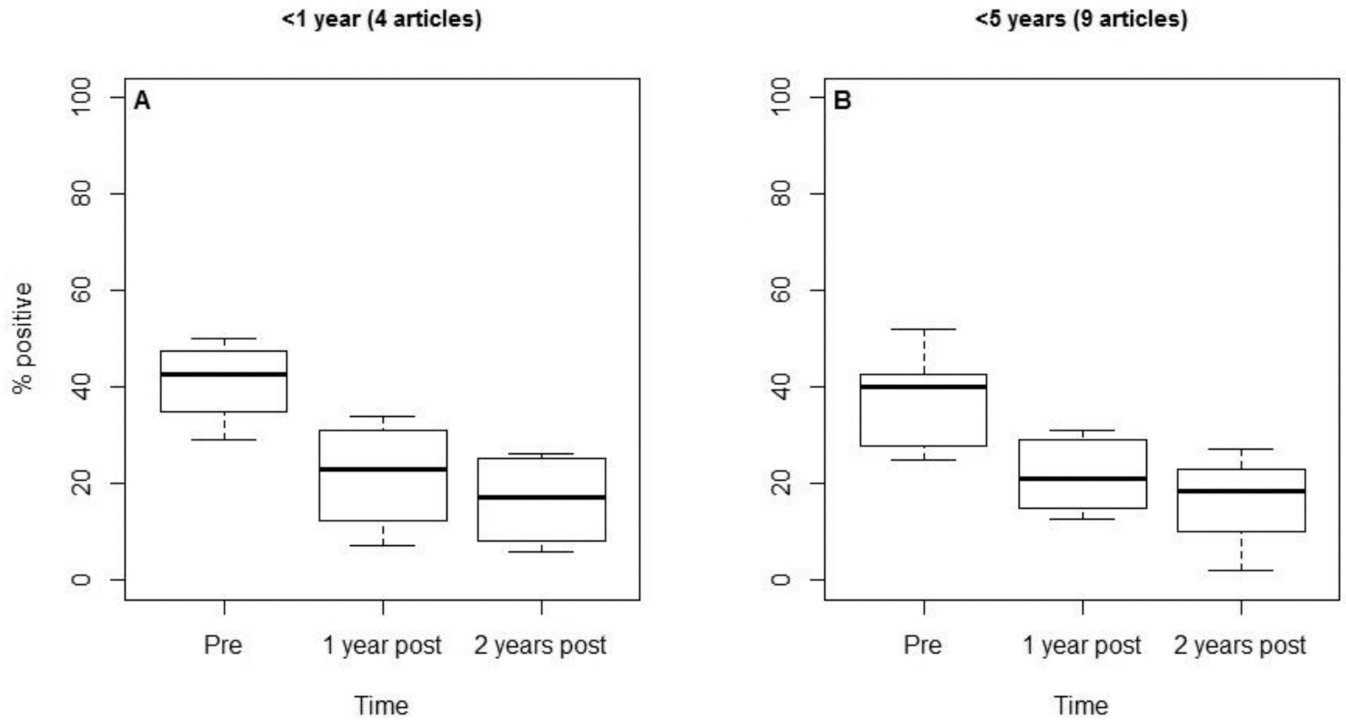 <1 year (4 articles)
A
% positive
100
80
60
40
20
0
Pre 1 year post 2 years post
Time
<5 years (9 articles)
B
100
80
60
40
20
0
Pre 1 year post 2 years post
Time